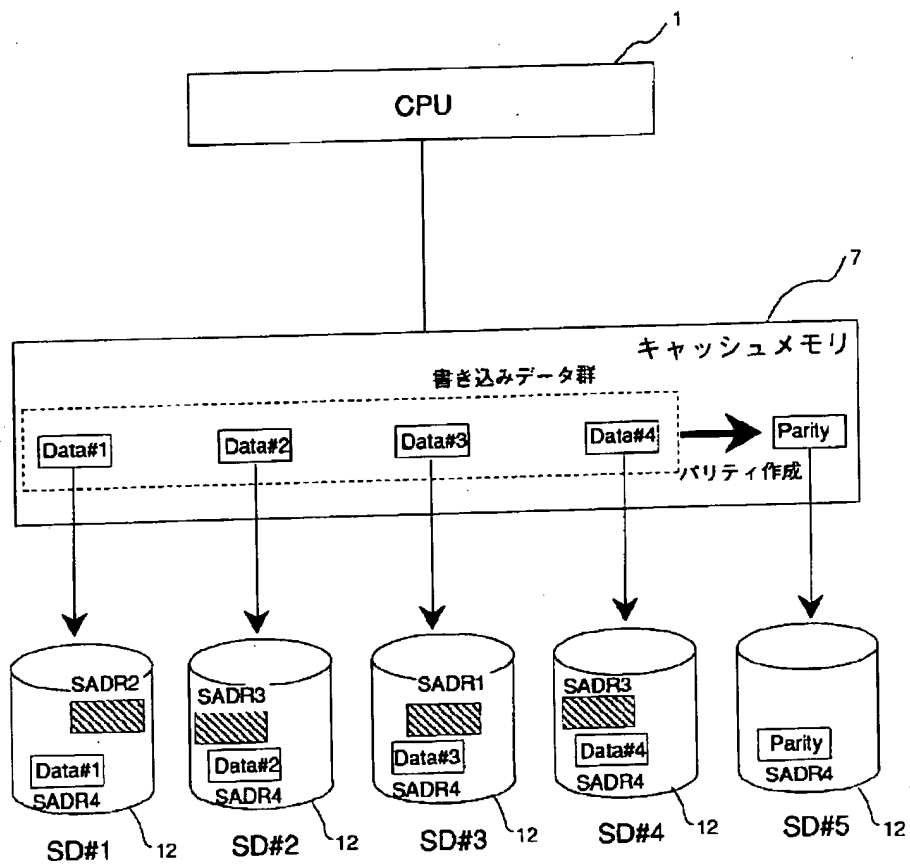 1
CPU
7
キャッシュメモリ
書き込みデータ群
Data#1 Data#2 Data#3 Data#4 Parity
パリティ作成
SADR2 SADR3 SADR1 SADR3
Data#1 Data#2 Data#3 Data#4 Parity
SADR4 SADR4 SADR4 SADR4 SADR4
SD#1 12 SD#2 12 SD#3 12 SD#4 12 SD#5 12